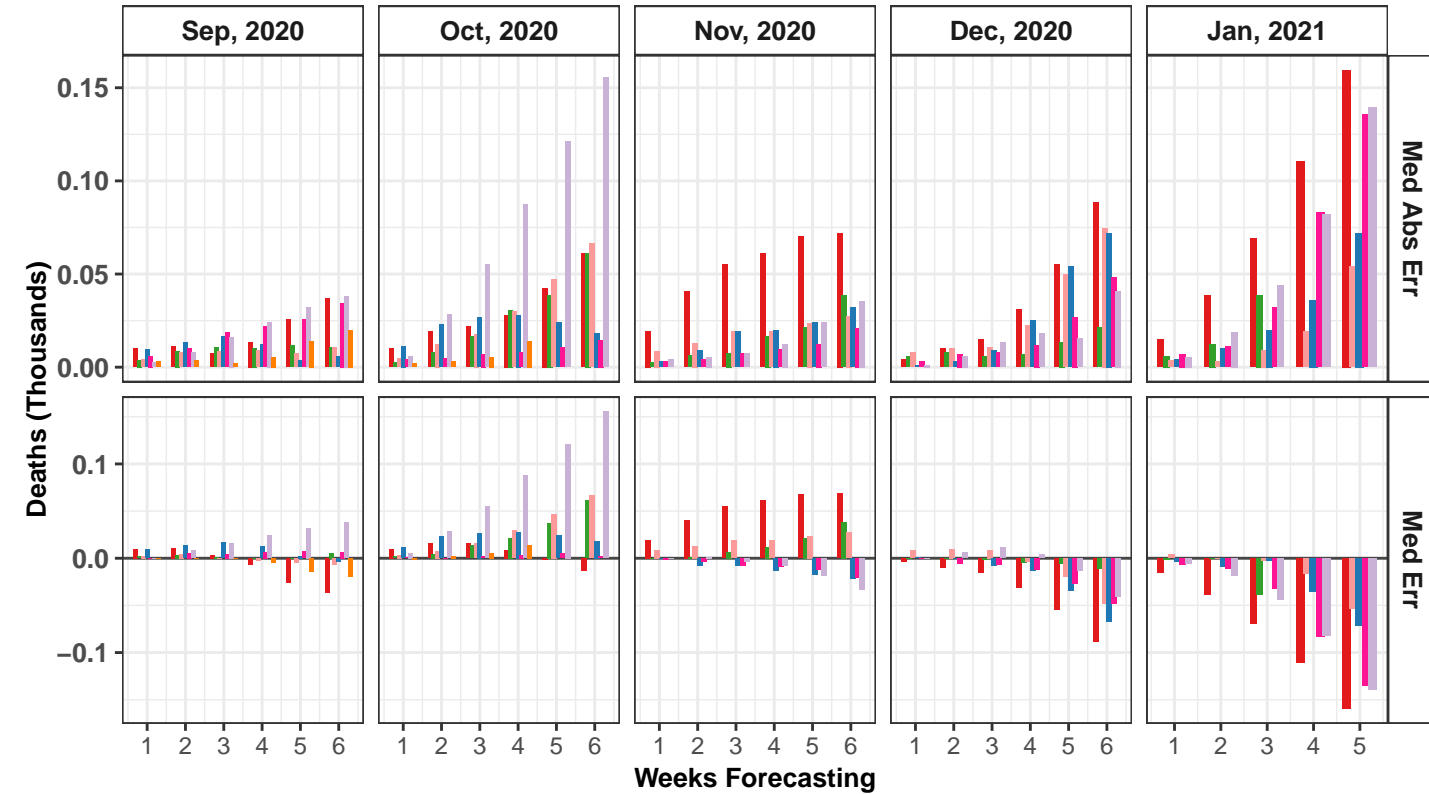 Sep, 2020 Oct, 2020 Nov, 2020 Dec, 2020 Jan, 2021
0.15
0.10
0.05
0.00
Med Abs Err
Deaths (Thousands)
0.1
0.0
−0.1
Med Err
1 2 3 4 5 6 1 2 3 4 5 6 1 2 3 4 5 6 1 2 3 4 5 6 1 2 3 4 5
Weeks Forecasting